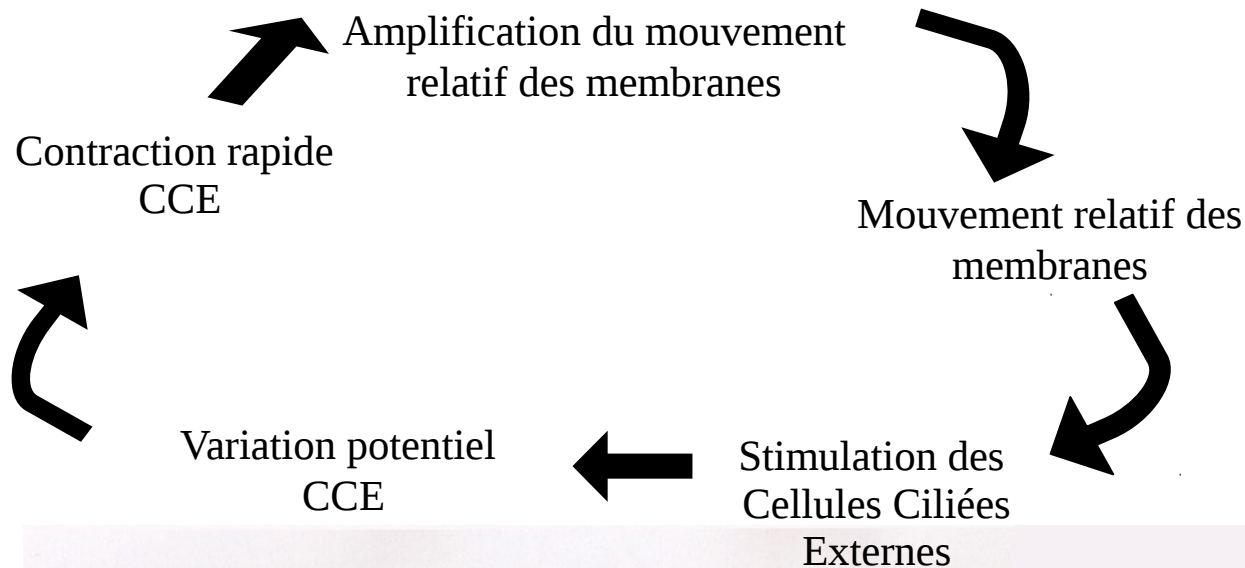 Amplification du mouvement
relatif des membranes
Contraction rapide
CCE
Mouvement relatif des
membranes
Variation potentiel
CCE
Stimulation des
Cellules Ciliées
Externes